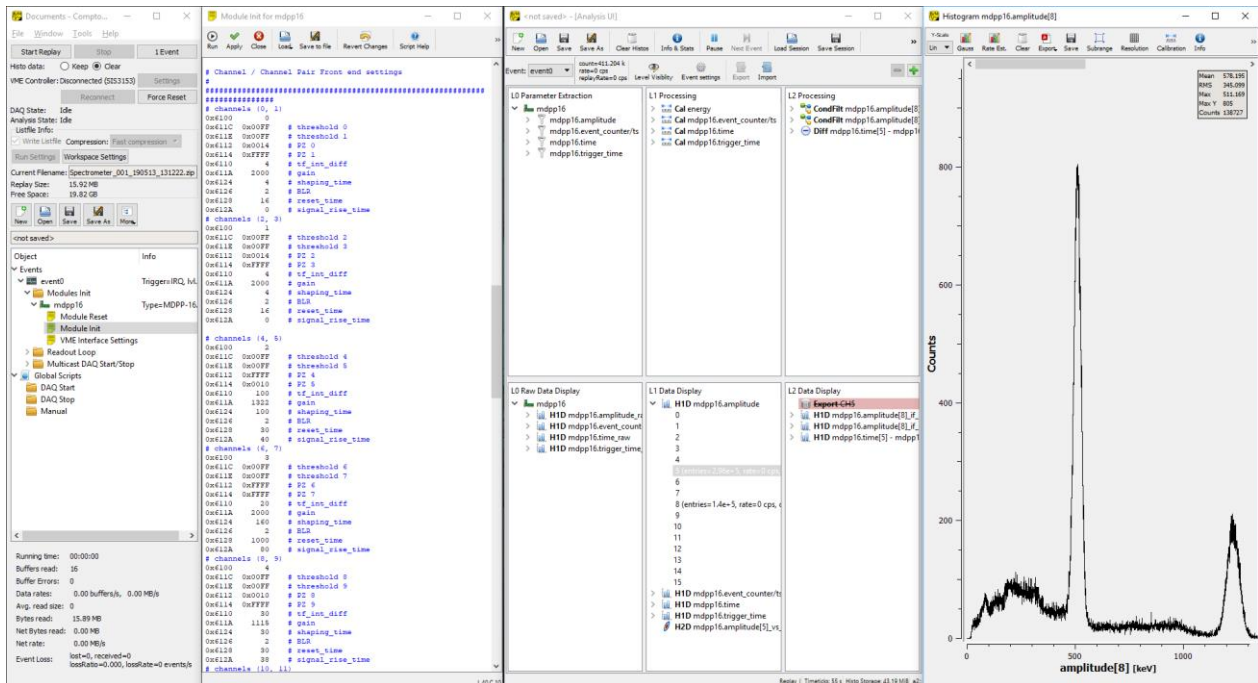 Documents - Compto...
File Window Tools Help
Start Replay Stop 1 Event
Histo data: Keep Clear
VME Controller: Disconnected (SIS3153) Settings
Reconnect Force Reset
DAQ State: Idle
Analysis State: Idle
Listfile Info:
Write Listfile Compression: Fast compression
Run Settings Workspace Settings
Current Filename: Spectrometer_001_190513_131222.zip
Replay Size: 15.92 MB
Free Space: 19.82 GB
New Open Save Save As More
<not saved>
Object Info
Events
event0 Trigger=IRQ, lvl.
Modules Init
mdpp16 Type=MDPP-16,
Module Reset
Module Init
VME Interface Settings
Readout Loop
Multicast DAQ Start/Stop
Global Scripts
DAQ Start
DAQ Stop
Manual
Running time: 00:00:00
Buffers read: 16
Buffer Errors: 0
Data rates: 0.00 buffers/s, 0.00 MB/s
Avg. read size: 0
Bytes read: 15.89 MB
Net Bytes read: 0.00 MB
Net rate: 0.00 MB/s
Event Loss: lost=0, received=0
lossRatio=0.000, lossRate=0 events/s
Module Init for mdpp16
Run Apply Close Load Save to file Revert Changes Script Help
# Channel / Channel Pair Front end settings
#
# channels (0, 1)
0x6100 0
0x611C 0x00FF # threshold 0
0x611E 0x00FF # threshold 1
0x6112 0x0014 # PZ 0
0x6114 0xFFFF # PZ 1
0x6110 4 # tf_int_diff
0x611A 2000 # gain
0x6124 4 # shaping_time
0x6126 2 # BLR
0x6128 16 # reset_time
0x612A 0 # signal_rise_time
# channels (2, 3)
0x6100 1
0x611C 0x00FF # threshold 2
0x611E 0x00FF # threshold 3
0x6112 0x0014 # PZ 2
0x6114 0xFFFF # PZ 3
0x6110 4 # tf_int_diff
0x611A 2000 # gain
0x6124 4 # shaping_time
0x6126 2 # BLR
0x6128 16 # reset_time
0x612A 0 # signal_rise_time
# channels (4, 5)
0x6100 2
0x611C 0x00FF # threshold 4
0x611E 0x00FF # threshold 5
0x6112 0xFFFF # PZ 4
0x6114 0x0010 # PZ 5
0x6110 100 # tf_int_diff
0x611A 1322 # gain
0x6124 100 # shaping_time
0x6126 2 # BLR
0x6128 30 # reset_time
0x612A 40 # signal_rise_time
# channels (6, 7)
0x6100 3
0x611C 0x00FF # threshold 6
0x611E 0x00FF # threshold 7
0x6112 0xFFFF # PZ 6
0x6114 0xFFFF # PZ 7
0x6110 20 # tf_int_diff
0x611A 2000 # gain
0x6124 160 # shaping_time
0x6126 2 # BLR
0x6128 1000 # reset_time
0x612A 80 # signal_rise_time
# channels (8, 9)
0x6100 4
0x611C 0x00FF # threshold 8
0x611E 0x00FF # threshold 9
0x6112 0x0010 # PZ 8
0x6114 0xFFFF # PZ 9
0x6110 30 # tf_int_diff
0x611A 1115 # gain
0x6124 30 # shaping_time
0x6126 2 # BLR
0x6128 30 # reset_time
0x612A 38 # signal_rise_time
# channels (10, 11)
<not saved> - [Analysis UI]
New Open Save Save As Clear Histos Info & Stats Pause Next Event Load Session Save Session
Event: event0 count=411.204 k
rate=0 cps
replayRate=0 cps
Level Visibility Event settings Export Import
L0 Parameter Extraction
mdpp16
mdpp16.amplitude
mdpp16.event_counter/ts
mdpp16.time
mdpp16.trigger_time
L1 Processing
Cal energy
Cal mdpp16.event_counter/ts
Cal mdpp16.time
Cal mdpp16.trigger_time
L2 Processing
CondFilt mdpp16.amplitude[8]
CondFilt mdpp16.amplitude[8]
Diff mdpp16.time[5] - mdpp16
L0 Raw Data Display
mdpp16
H1D mdpp16.amplitude_ra
H1D mdpp16.event_count
H1D mdpp16.time_raw
H1D mdpp16.trigger_time_
L1 Data Display
H1D mdpp16.amplitude
0
1
2
3
4
6
7
8 (entries=1.4e+5, rate=0 cps,
9
10
11
12
13
14
15
H1D mdpp16.event_counter/ts
H1D mdpp16.time
H1D mdpp16.trigger_time
H2D mdpp16.amplitude[5]_vs_
L2 Data Display
Export CH5
H1D mdpp16.amplitude[8]_if_
H1D mdpp16.amplitude[8]_if_
H1D mdpp16.time[5] - mdpp1
Histogram mdpp16.amplitude[8]
Y-Scale
Lin Gauss Rate Est. Clear Export Save Subrange Resolution Calibration Info
Mean 578.195
RMS 345.099
Max 511.169
Max Y 805
Counts 138727
Counts
800
600
400
200
0
0 500 1000
amplitude[8] [keV]